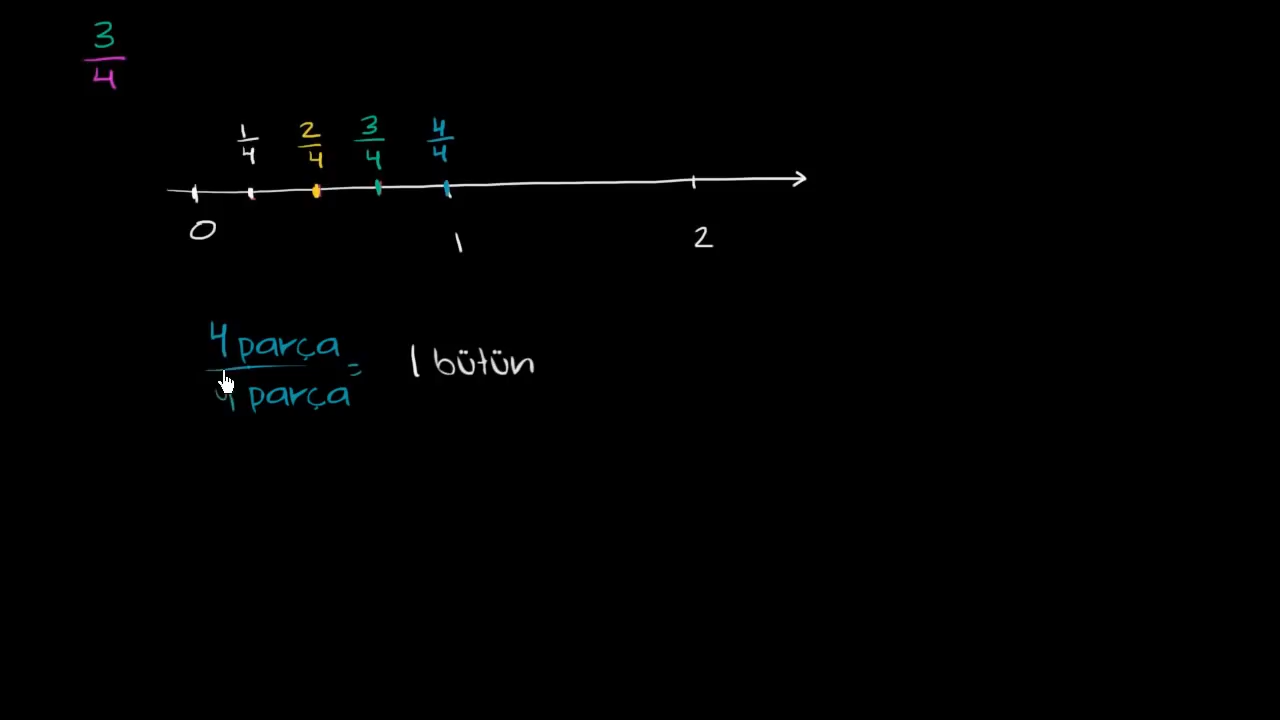 3/4
1/4 2/4 3/4 4/4
0 1 2
4 parça
= 1 bütün
4 parça